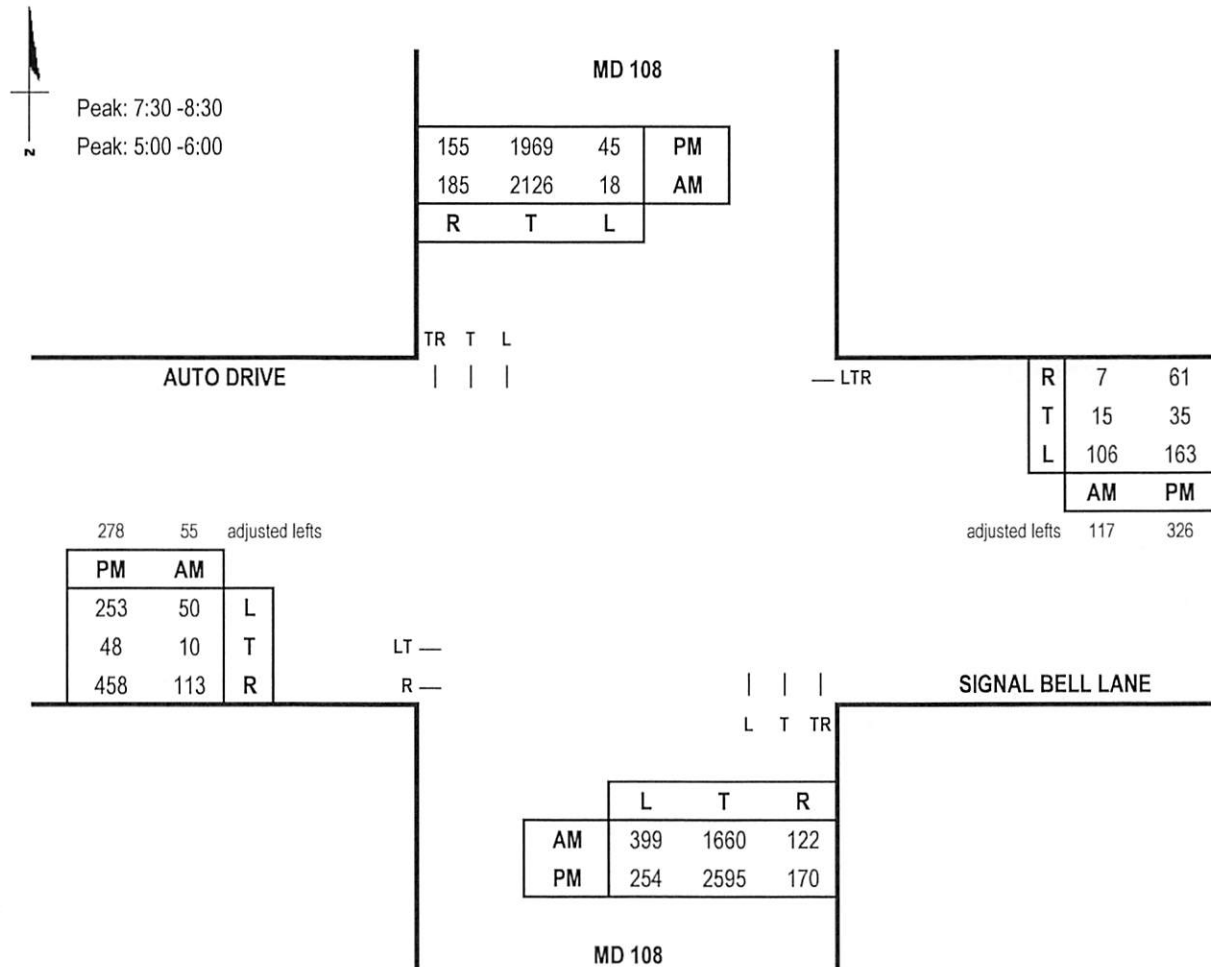 MD 108
Peak: 7:30 -8:30
Peak: 5:00 -6:00
N
155 1969 45 PM
185 2126 18 AM
R T L
TR T L
AUTO DRIVE
LTR
R 7 61
T 15 35
L 106 163
AM PM
adjusted lefts 117 326
278 55 adjusted lefts
PM AM
253 50 L
48 10 T
458 113 R
LT
R
SIGNAL BELL LANE
L T TR
L T R
AM 399 1660 122
PM 254 2595 170
MD 108